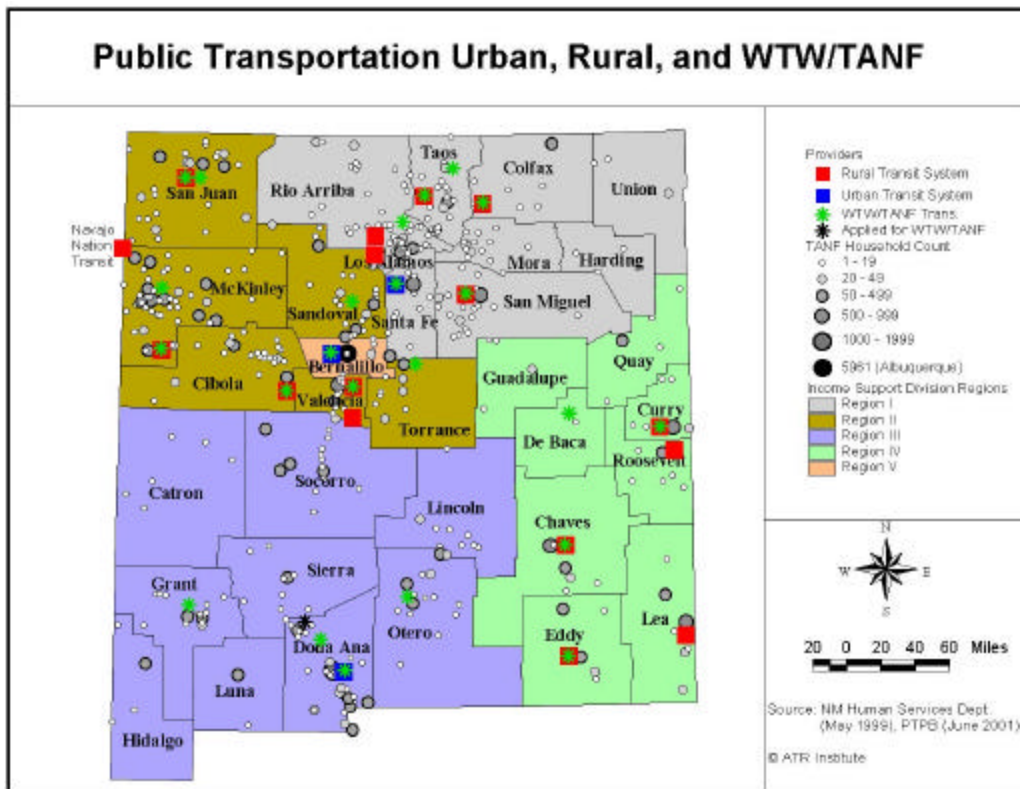 Public Transportation Urban, Rural, and WTW/TANF
Providers
Rural Transit System
Urban Transit System
WTW/TANF Trans.
Applied for WTW/TANF
TANF Household Count
1 - 19
20 - 49
50 - 499
500 - 999
1000 - 1999
5961 (Albuquerque)
Income Support Division Regions
Region I
Region II
Region III
Region IV
Region V
Taos
Colfax
San Juan
Rio Arriba
Union
Navajo
Nation
Transit
Los Alamos
Mora
Harding
McKinley
Sandoval
Santa Fe
San Miguel
Quay
Bernalillo
Guadalupe
Cibola
Valencia
Curry
Torrance
De Baca
Roosevelt
Catron
Socorro
Lincoln
Chaves
Sierra
Grant
Otero
Eddy
Lea
Dona Ana
Luna
Hidalgo
N
W
E
S
20 0 20 40 60 Miles
Source: NM Human Services Dept.
(May 1999), PTPB (June 2001)
© ATR Institute